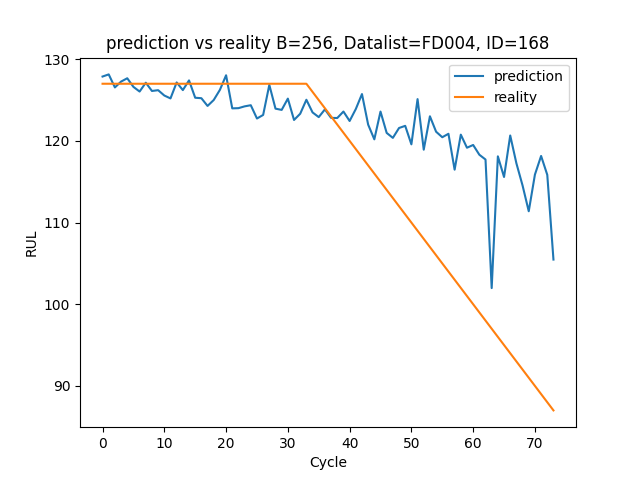 prediction vs reality B=256, Datalist=FD004, ID=168
prediction
reality
130
120
110
100
90
RUL
0 10 20 30 40 50 60 70
Cycle